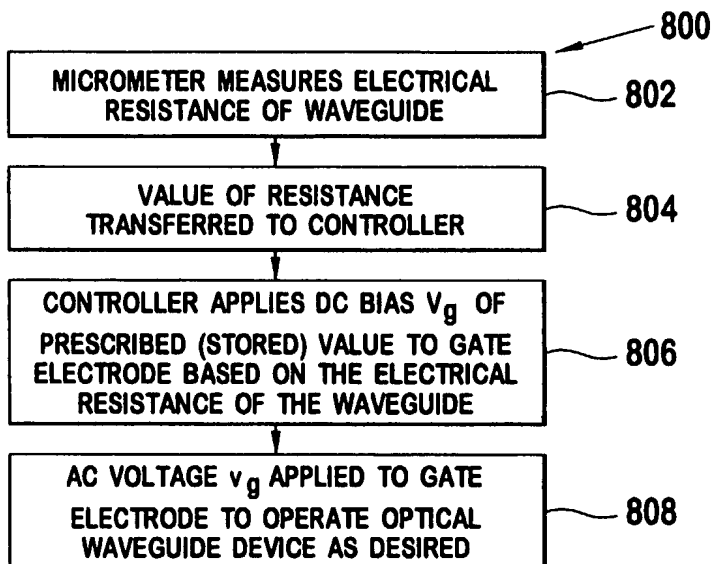 800
MICROMETER MEASURES ELECTRICAL
RESISTANCE OF WAVEGUIDE
802
VALUE OF RESISTANCE
TRANSFERRED TO CONTROLLER
804
CONTROLLER APPLIES DC BIAS Vg OF
PRESCRIBED (STORED) VALUE TO GATE
ELECTRODE BASED ON THE ELECTRICAL
RESISTANCE OF THE WAVEGUIDE
806
AC VOLTAGE vg APPLIED TO GATE
ELECTRODE TO OPERATE OPTICAL
WAVEGUIDE DEVICE AS DESIRED
808